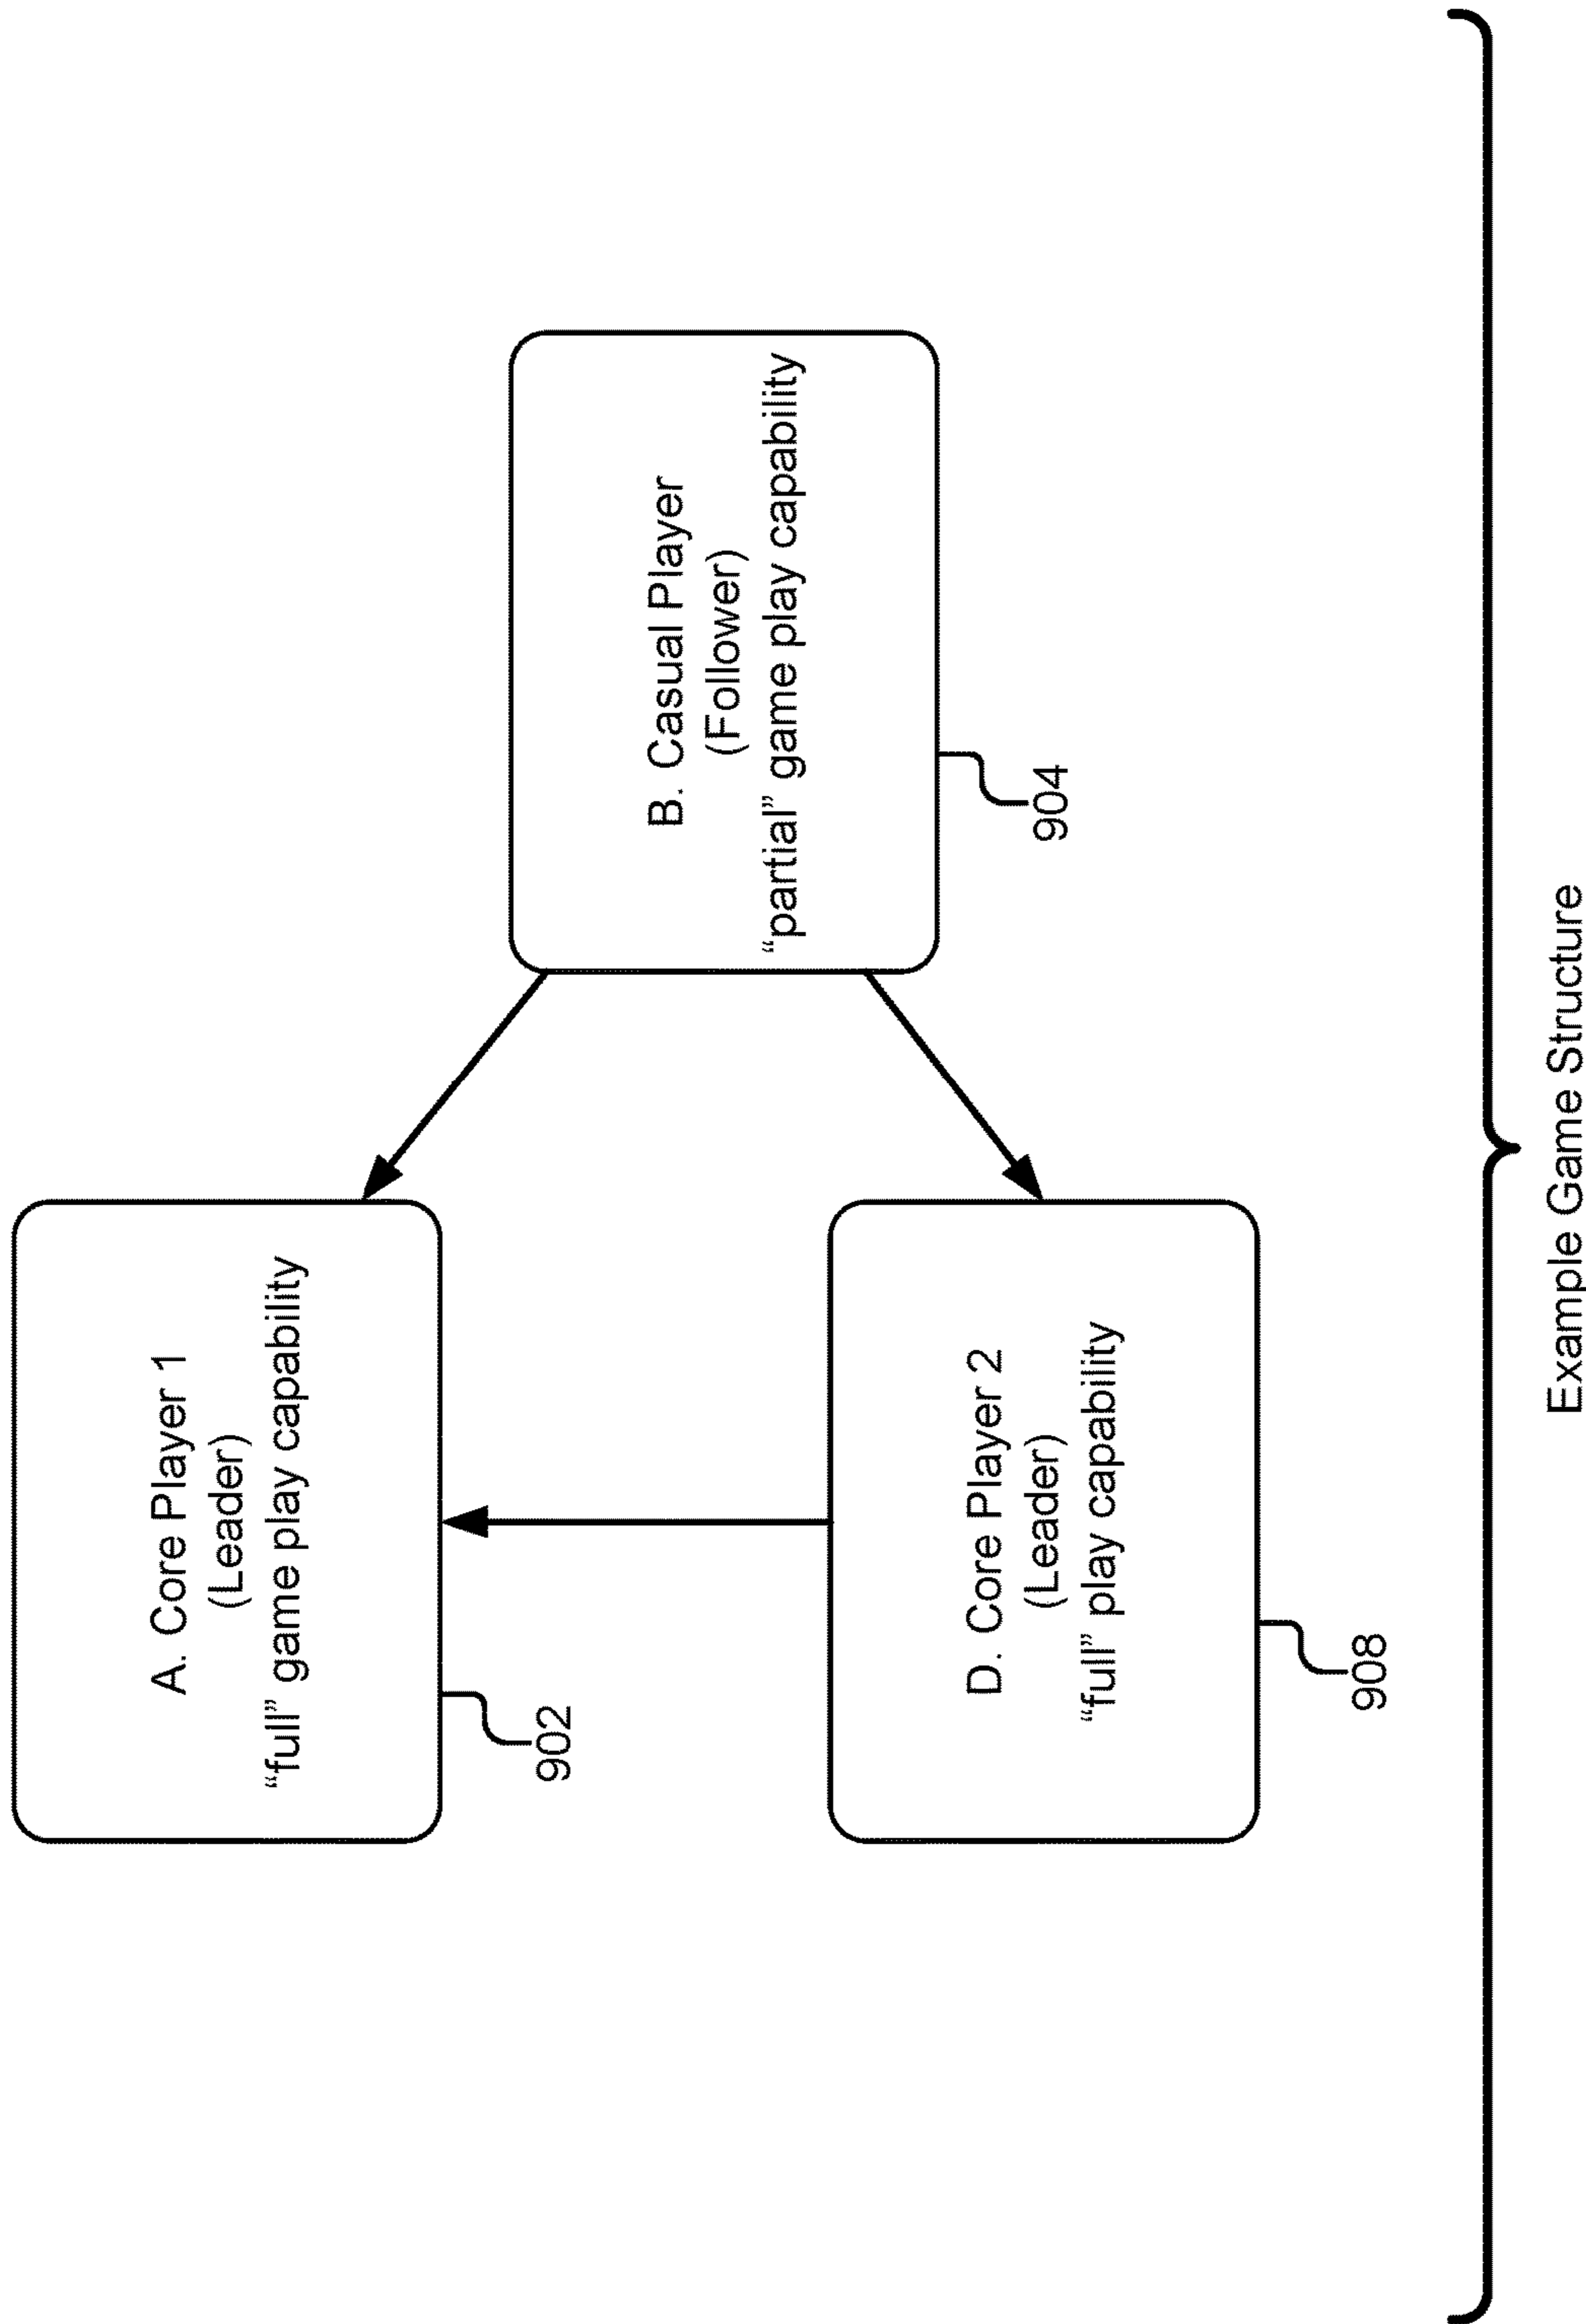 A. Core Player 1
(Leader)
“full” game play capability
902
B. Casual Player
(Follower)
“partial” game play capability
904
D. Core Player 2
(Leader)
“full” play capability
908
Example Game Structure